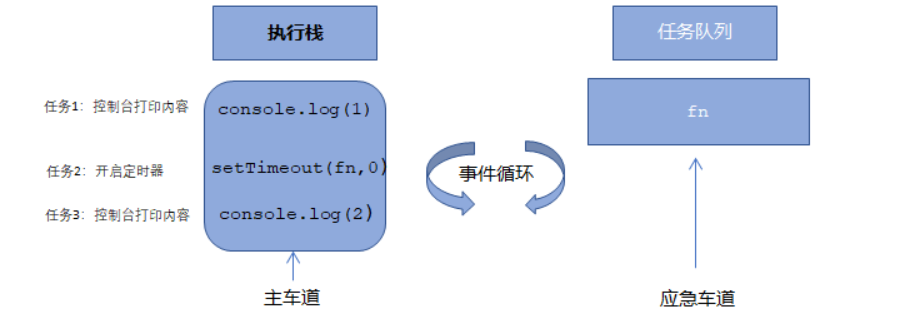 执行栈
任务队列
任务1：控制台打印内容
console.log(1)
fn
任务2：开启定时器
setTimeout(fn,0)
事件循环
任务3：控制台打印内容
console.log(2)
主车道
应急车道